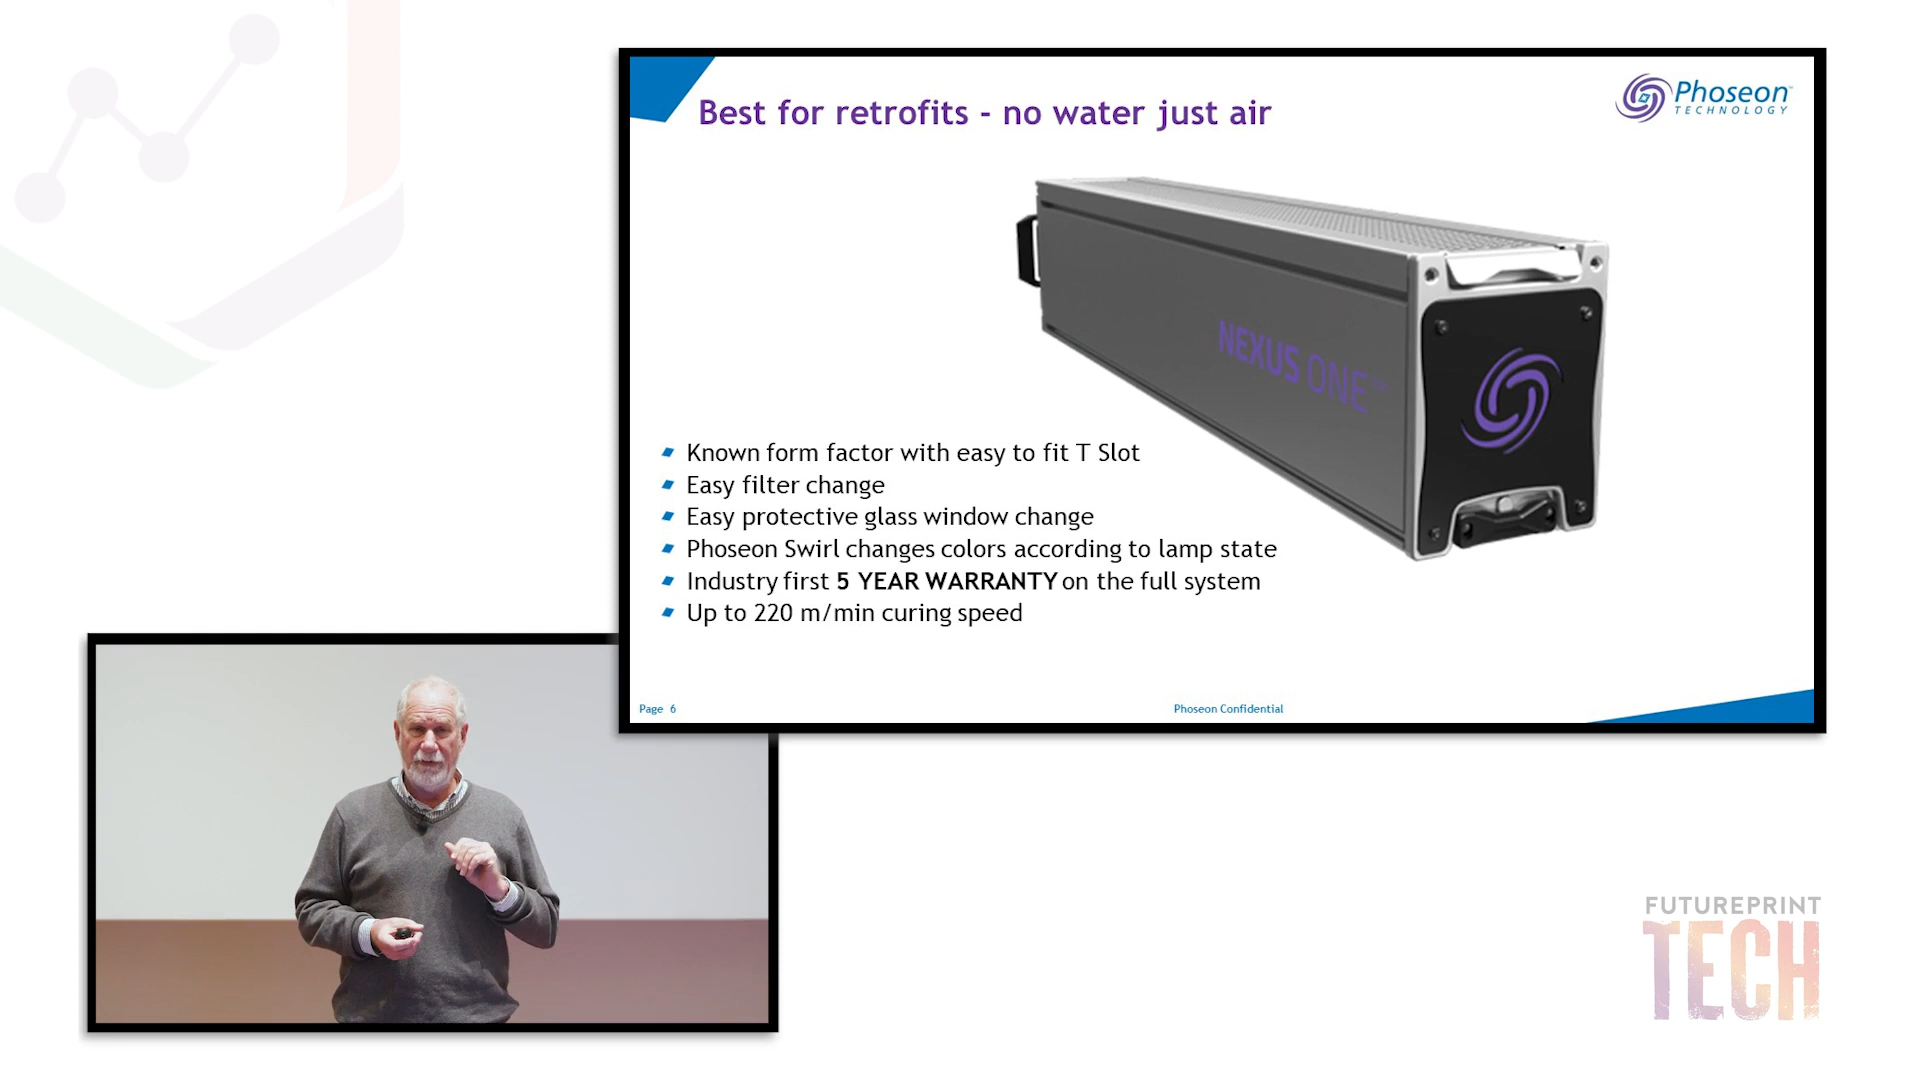 Best for retrofits - no water just air
Phoseon
TECHNOLOGY
NEXUS ONE
Known form factor with easy to fit T Slot
Easy filter change
Easy protective glass window change
Phoseon Swirl changes colors according to lamp state
Industry first 5 YEAR WARRANTY on the full system
Up to 220 m/min curing speed
Page 6
Phoseon Confidential
FUTUREPRINT
TECH